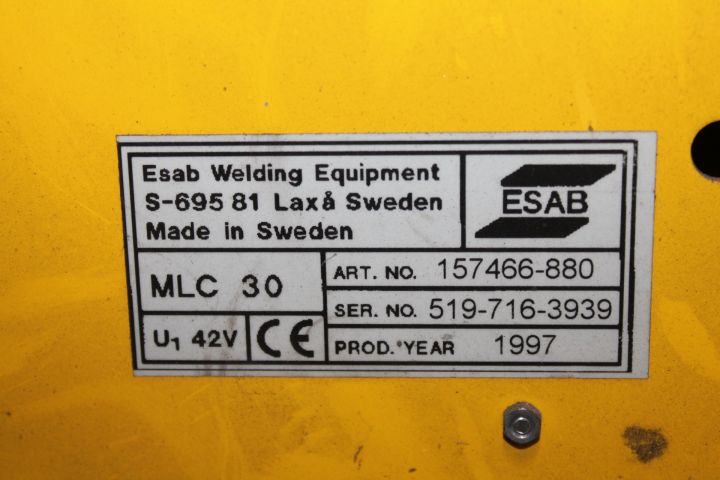 Esab Welding Equipment
S-695 81 Laxå Sweden
Made in Sweden
ESAB
MLC 30
ART. NO. 157466-880
SER. NO. 519-716-3939
U1 42V CE
PROD. YEAR 1997